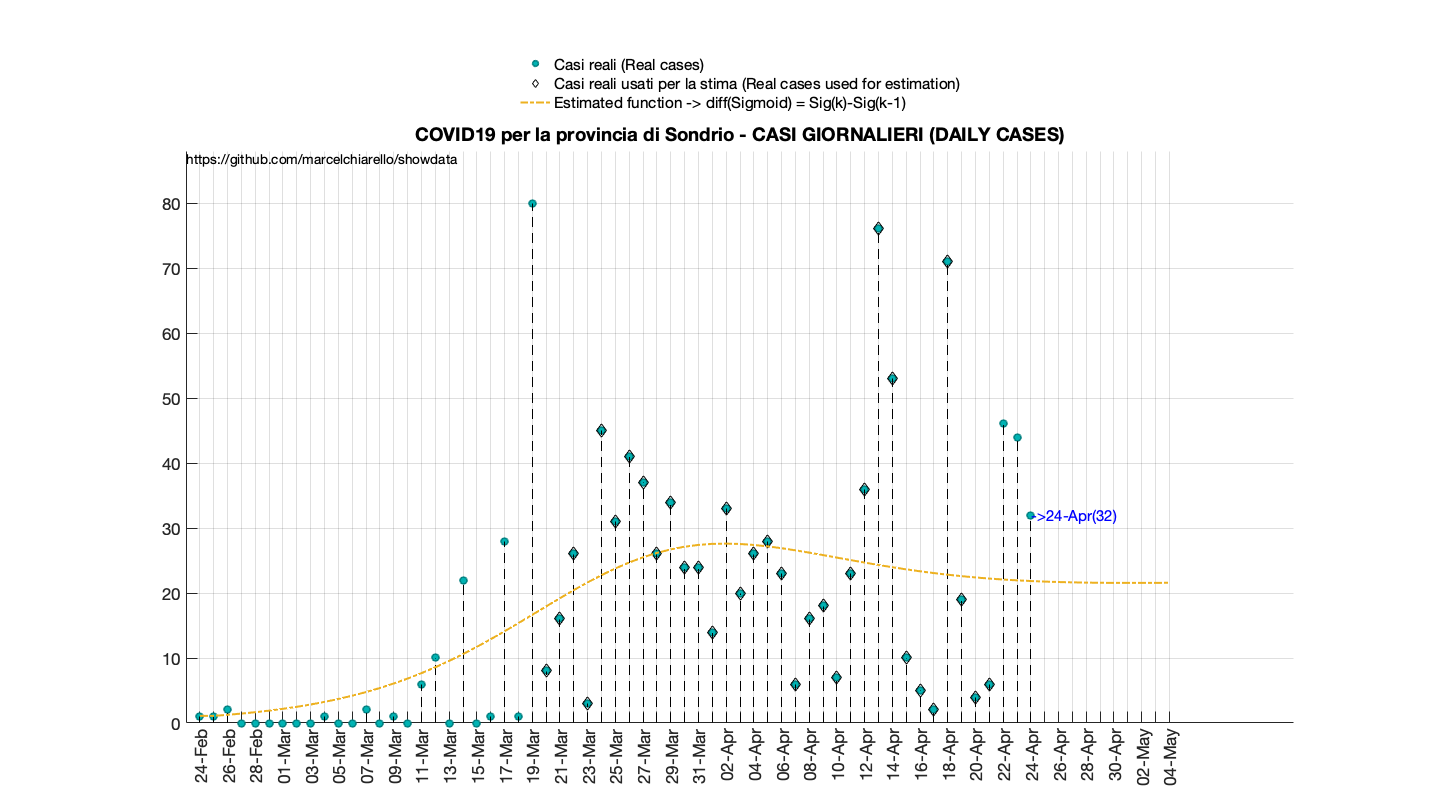 Casi reali (Real cases)
Casi reali usati per la stima (Real cases used for estimation)
Estimated function -> diff(Sigmoid) = Sig(k)-Sig(k-1)
COVID19 per la provincia di Sondrio - CASI GIORNALIERI (DAILY CASES)
https://github.com/marcelchiarello/showdata
80
70
60
50
40
30
20
10
0
->24-Apr(32)
24-Feb
26-Feb
28-Feb
01-Mar
03-Mar
05-Mar
07-Mar
09-Mar
11-Mar
13-Mar
15-Mar
17-Mar
19-Mar
21-Mar
23-Mar
25-Mar
27-Mar
29-Mar
31-Mar
02-Apr
04-Apr
06-Apr
08-Apr
10-Apr
12-Apr
14-Apr
16-Apr
18-Apr
20-Apr
22-Apr
24-Apr
26-Apr
28-Apr
30-Apr
02-May
04-May